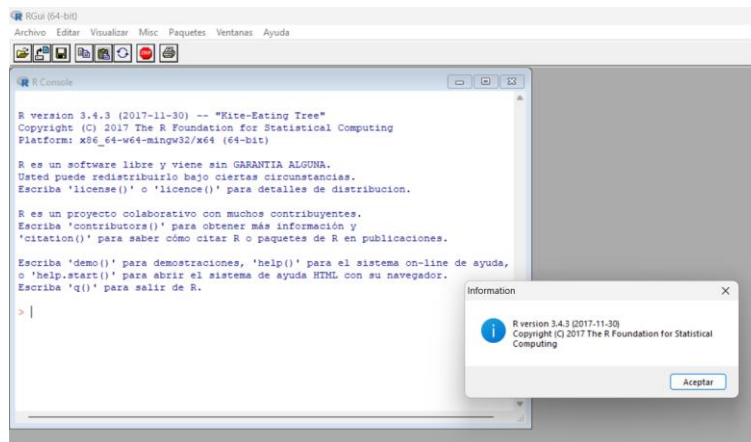 RGui (64-bit)
Archivo Editar Visualizar Misc Paquetes Ventanas Ayuda
STOP
R Console
R version 3.4.3 (2017-11-30) -- "Kite-Eating Tree"
Copyright (C) 2017 The R Foundation for Statistical Computing
Platform: x86_64-w64-mingw32/x64 (64-bit)
R es un software libre y viene sin GARANTIA ALGUNA.
Usted puede redistribuirlo bajo ciertas circunstancias.
Escriba 'license()' o 'licence()' para detalles de distribucion.
R es un proyecto colaborativo con muchos contribuyentes.
Escriba 'contributors()' para obtener más información y
'citation()' para saber cómo citar R o paquetes de R en publicaciones.
Escriba 'demo()' para demostraciones, 'help()' para el sistema on-line de ayuda,
o 'help.start()' para abrir el sistema de ayuda HTML con su navegador.
Escriba 'q()' para salir de R.
>
Information
R version 3.4.3 (2017-11-30)
Copyright (C) 2017 The R Foundation for Statistical
Computing
Aceptar